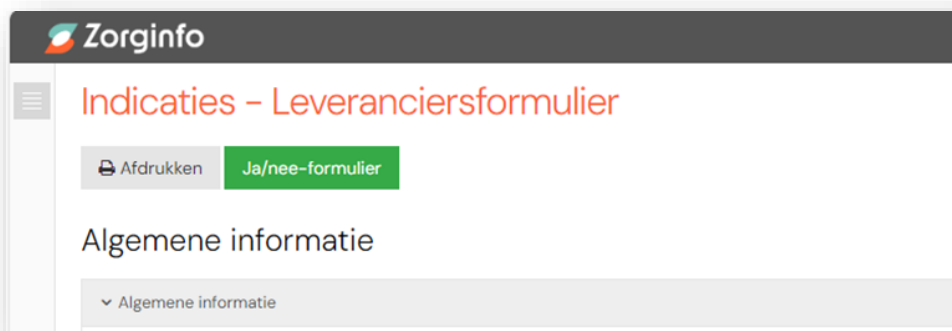 Zorginfo
Indicaties – Leveranciersformulier
Afdrukken Ja/nee-formulier
Algemene informatie
Algemene informatie